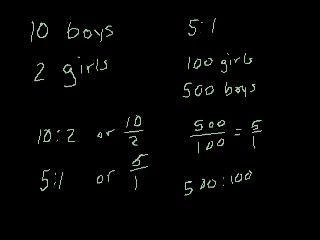 10 boys
2 girls
10:2 or 10/2
5:1 or 5/1
5:1
100 girls
500 boys
500/100 = 5/1
500:100